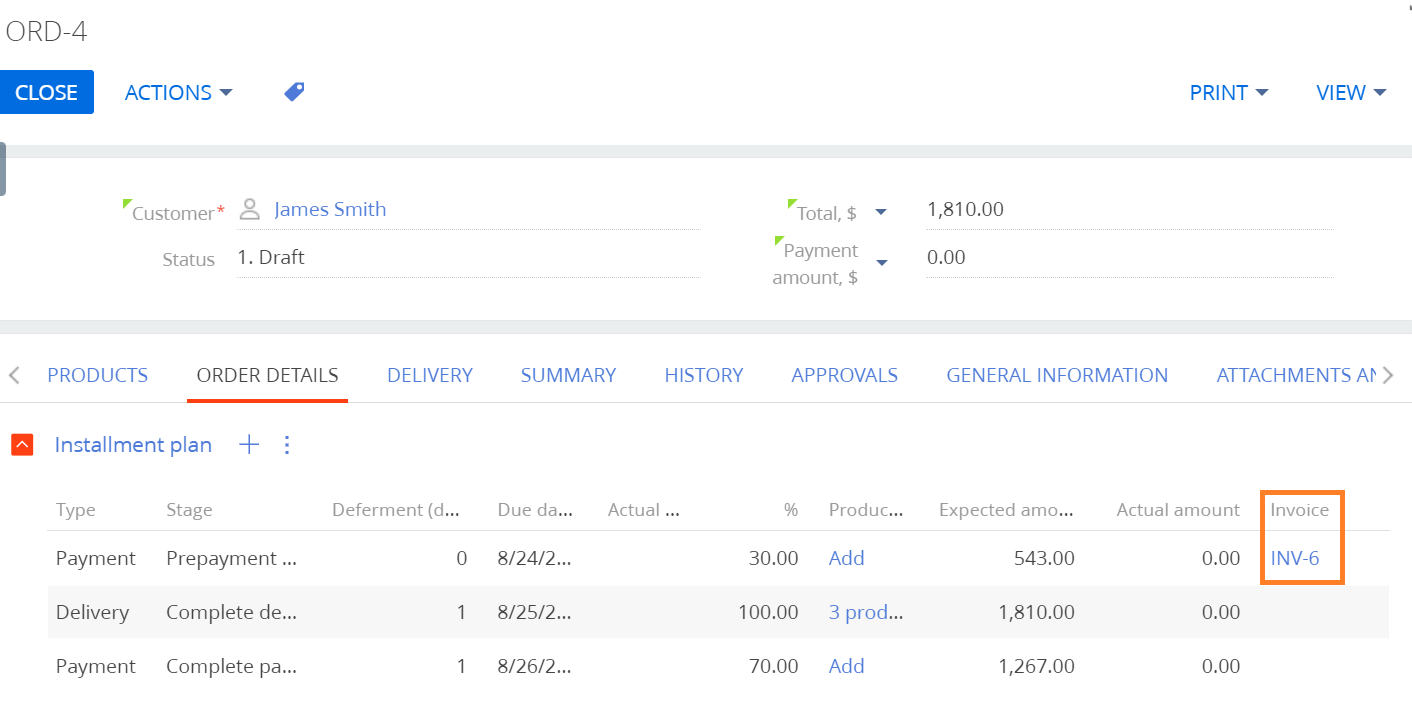 ORD-4
CLOSE ACTIONS PRINT VIEW
Customer* James Smith Total, $ 1,810.00
Status 1. Draft Payment amount, $ 0.00
PRODUCTS ORDER DETAILS DELIVERY SUMMARY HISTORY APPROVALS GENERAL INFORMATION ATTACHMENTS AN
Installment plan
Type Stage Deferment (d... Due da... Actual ... % Produc... Expected amo... Actual amount Invoice
Payment Prepayment ... 0 8/24/2... 30.00 Add 543.00 0.00 INV-6
Delivery Complete de... 1 8/25/2... 100.00 3 prod... 1,810.00 0.00
Payment Complete pa... 1 8/26/2... 70.00 Add 1,267.00 0.00